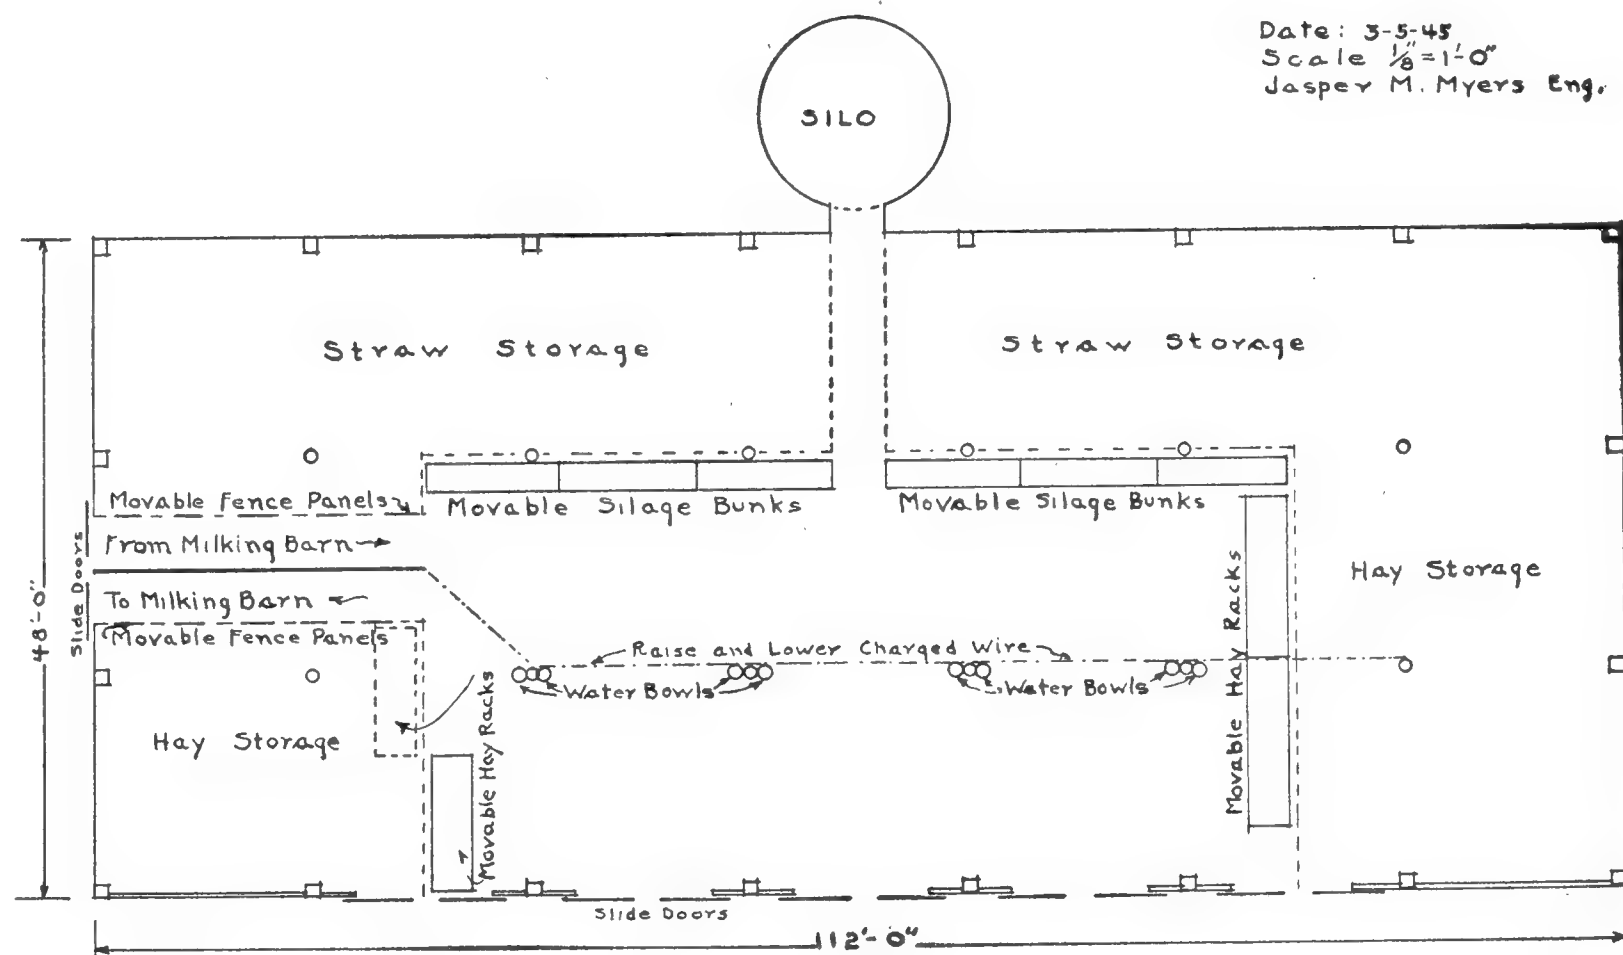 Date: 3-5-45
Scale 1/8" = 1'-0"
Jasper M. Myers Eng.
SILO
Straw Storage
Straw Storage
Movable Fence Panels
Movable Silage Bunks
Movable Silage Bunks
From Milking Barn
Slide Doors
Hay Storage
To Milking Barn
Movable Fence Panels
48'-0"
Raise and Lower Charged Wire
Water Bowls
Water Bowls
Movable Hay Racks
Hay Storage
Movable Hay Racks
Slide Doors
112'-0"